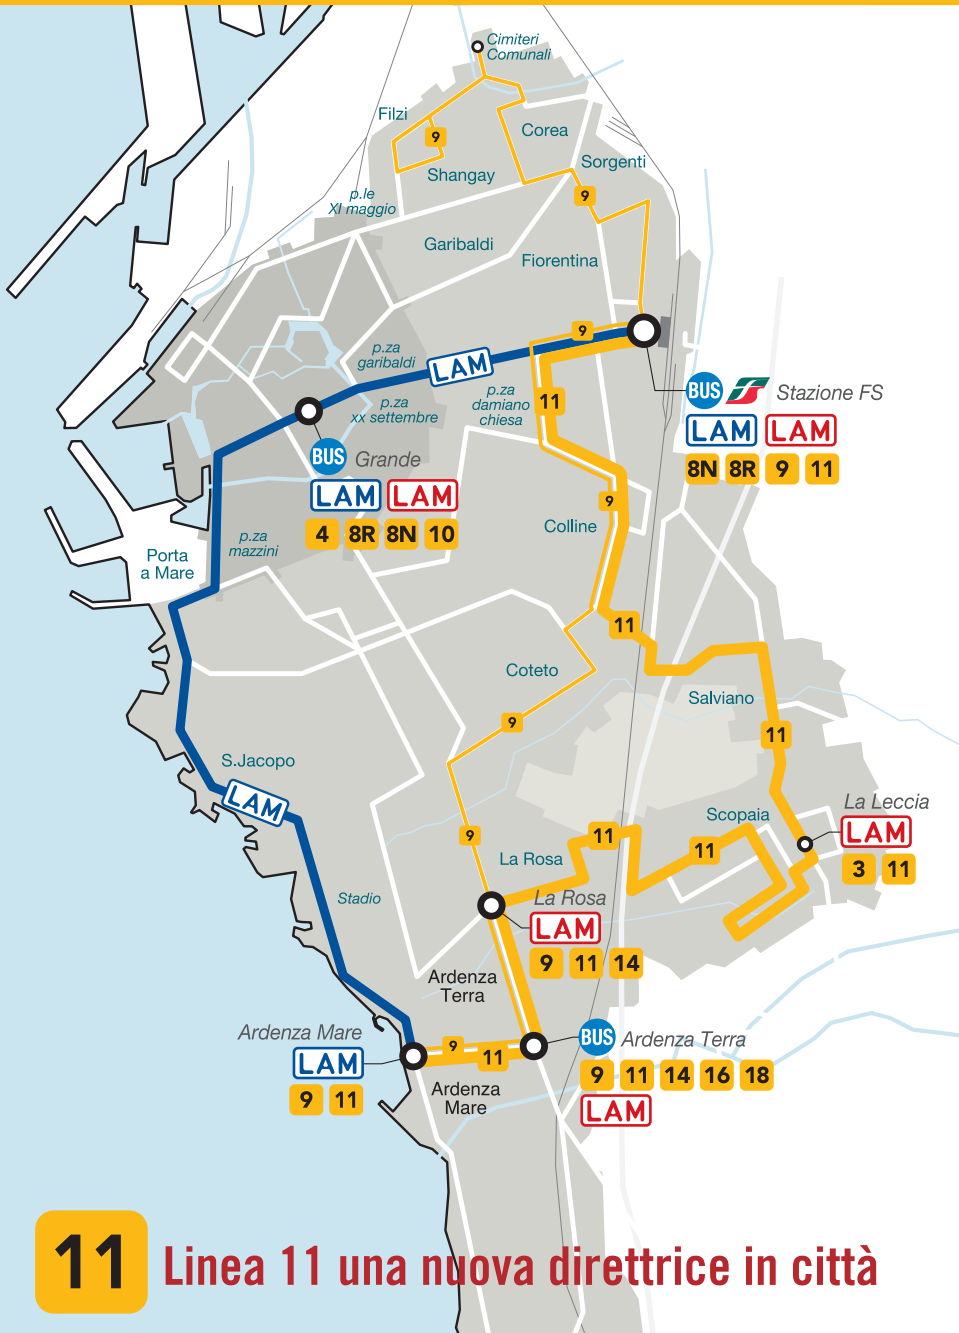 Cimiteri
Comunali
Filzi
9
Corea
Shangay
Sorgenti
9
p.le
XI maggio
Garibaldi
Fiorentina
9
p.za
garibaldi
LAM
p.za
xx settembre
p.za
damiano
chiesa
11
BUS
Stazione FS
LAM LAM
8N 8R 9 11
BUS
Grande
LAM LAM
4 8R 8N 10
9
Colline
p.za
mazzini
Porta
a Mare
11
Coteto
9
Salviano
11
S.Jacopo
LAM
Scopaia
La Leccia
LAM
3 11
9
11
11
La Rosa
Stadio
La Rosa
LAM
9 11 14
Ardenza
Terra
Ardenza Mare
LAM
9 11
9
11
BUS
Ardenza Terra
9 11 14 16 18
LAM
Ardenza
Mare
11
Linea 11 una nuova direttrice in città